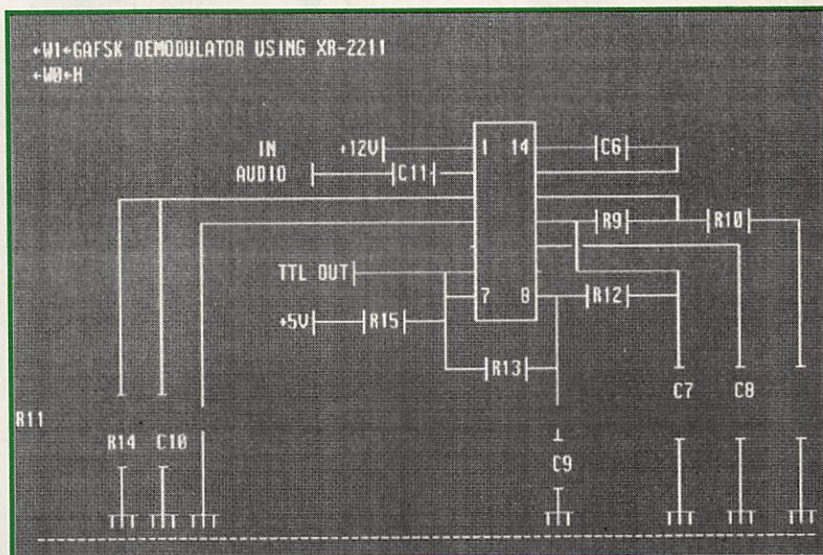 ←W1←GAFSK DEMODULATOR USING XR-2211
←W0←H
IN
AUDIO
+12V
C11
1 14
C6
R9
R10
TTL OUT
7 8
R12
+5V
R15
R13
C7
C8
R11
R14
C10
C9